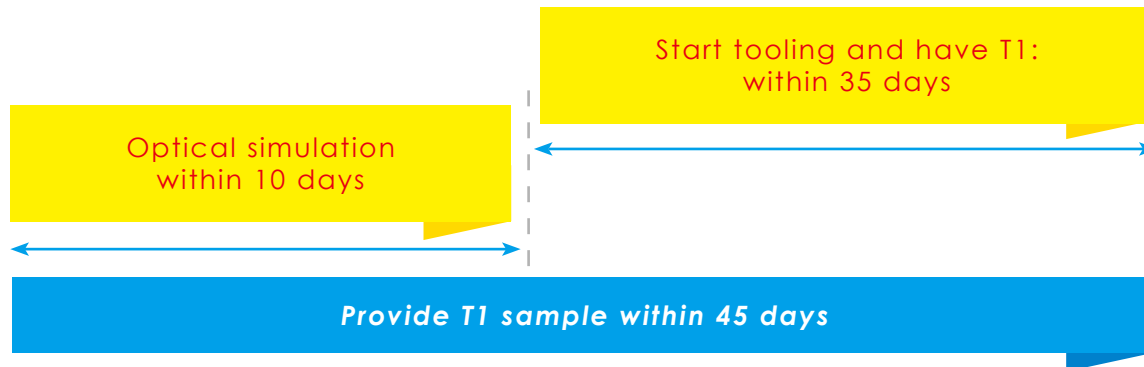 Start tooling and have T1:
within 35 days
Optical simulation
within 10 days
Provide T1 sample within 45 days